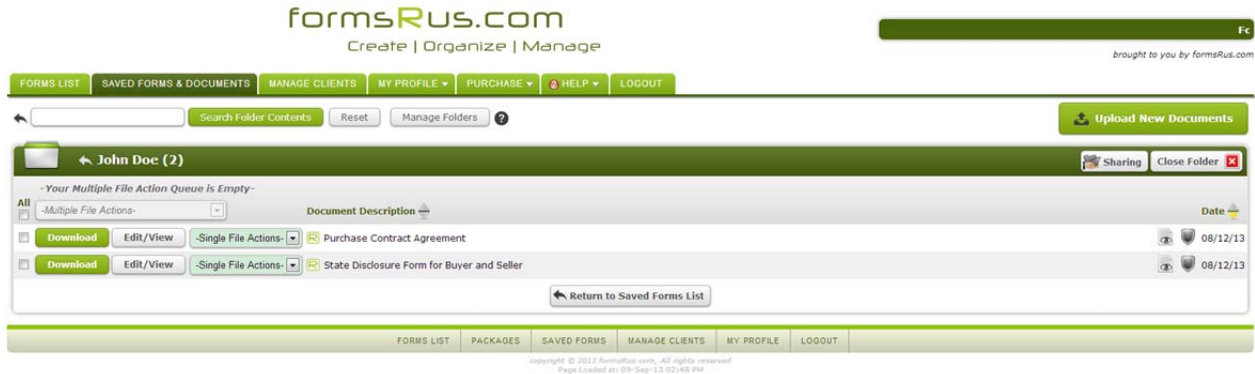 formsRus.com
Create | Organize | Manage
Fc
brought to you by formsRus.com
FORMS LIST SAVED FORMS & DOCUMENTS MANAGE CLIENTS MY PROFILE PURCHASE ? HELP LOGOUT
Search Folder Contents Reset Manage Folders ? Upload New Documents
John Doe (2) Sharing Close Folder
-Your Multiple File Action Queue is Empty-
All -Multiple File Actions- Document Description Date
Download Edit/View -Single File Actions- R Purchase Contract Agreement 08/12/13
Download Edit/View -Single File Actions- R State Disclosure Form for Buyer and Seller 08/12/13
Return to Saved Forms List
FORMS LIST PACKAGES SAVED FORMS MANAGE CLIENTS MY PROFILE LOGOUT
copyright © 2013 formsRus.com, All rights reserved
Page Loaded at: 09-Sep-13 02:48 PM